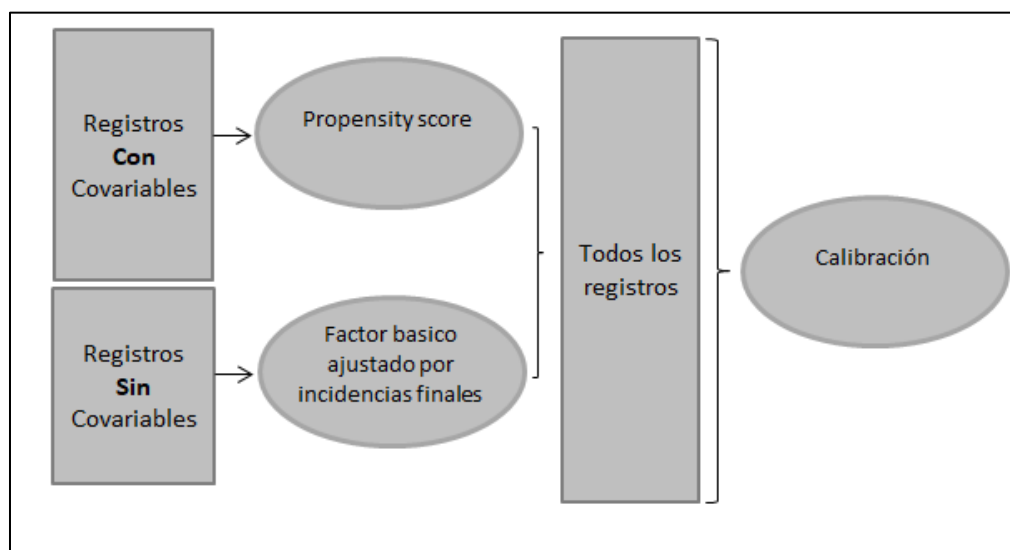 Registros
Con
Covariables
Propensity score
Registros
Sin
Covariables
Factor basico
ajustado por
incidencias finales
Todos los
registros
Calibración